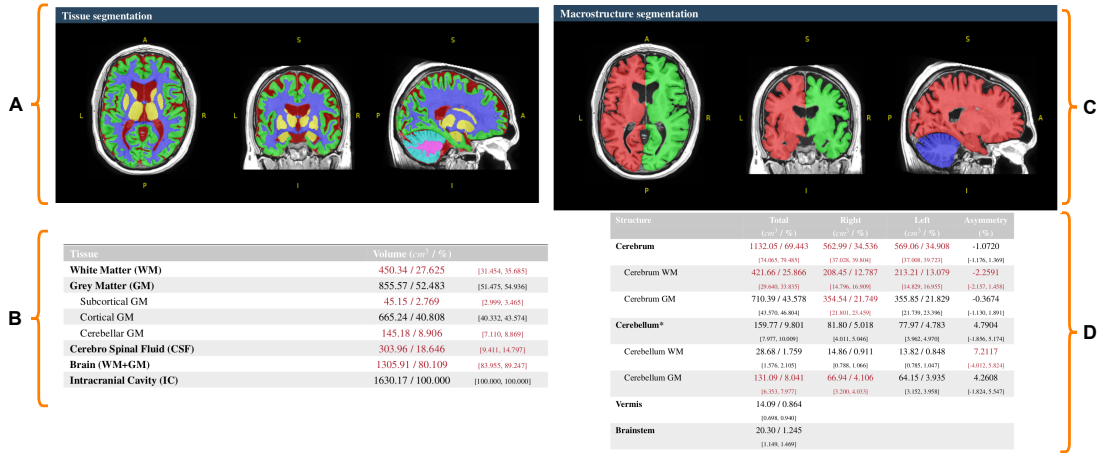 A
Tissue segmentation
A S S
L R L R P A
P I I
B
Tissue Volume (cm³ / %)
White Matter (WM) 450.34 / 27.625 [31.454, 35.685]
Grey Matter (GM) 855.57 / 52.483 [51.475, 54.936]
Subcortical GM 45.15 / 2.769 [2.999, 3.465]
Cortical GM 665.24 / 40.808 [40.332, 43.574]
Cerebellar GM 145.18 / 8.906 [7.110, 8.869]
Cerebro Spinal Fluid (CSF) 303.96 / 18.646 [9.411, 14.797]
Brain (WM+GM) 1305.91 / 80.109 [83.955, 89.247]
Intracranial Cavity (IC) 1630.17 / 100.000 [100.000, 100.000]
C
Macrostructure segmentation
A S S
L R L R P A
P I I
D
Structure Total Right Left Asymmetry
(cm³ / %) (cm³ / %) (cm³ / %) (%)
Cerebrum 1132.05 / 69.443 562.99 / 34.536 569.06 / 34.908 -1.0720
[74.065, 79.485] [37.028, 39.804] [37.008, 39.723] [-1.176, 1.369]
Cerebrum WM 421.66 / 25.866 208.45 / 12.787 213.21 / 13.079 -2.2591
[29.640, 33.835] [14.796, 16.909] [14.829, 16.955] [-2.157, 1.458]
Cerebrum GM 710.39 / 43.578 354.54 / 21.749 355.85 / 21.829 -0.3674
[43.570, 46.804] [21.801, 23.459] [21.739, 23.396] [-1.130, 1.891]
Cerebellum* 159.77 / 9.801 81.80 / 5.018 77.97 / 4.783 4.7904
[7.977, 10.009] [4.011, 5.046] [3.962, 4.970] [-1.856, 5.174]
Cerebellum WM 28.68 / 1.759 14.86 / 0.911 13.82 / 0.848 7.2117
[1.576, 2.105] [0.788, 1.066] [0.785, 1.047] [-4.012, 5.824]
Cerebellum GM 131.09 / 8.041 66.94 / 4.106 64.15 / 3.935 4.2608
[6.353, 7.977] [3.200, 4.033] [3.152, 3.958] [-1.824, 5.547]
Vermis 14.09 / 0.864
[0.698, 0.940]
Brainstem 20.30 / 1.245
[1.149, 1.469]